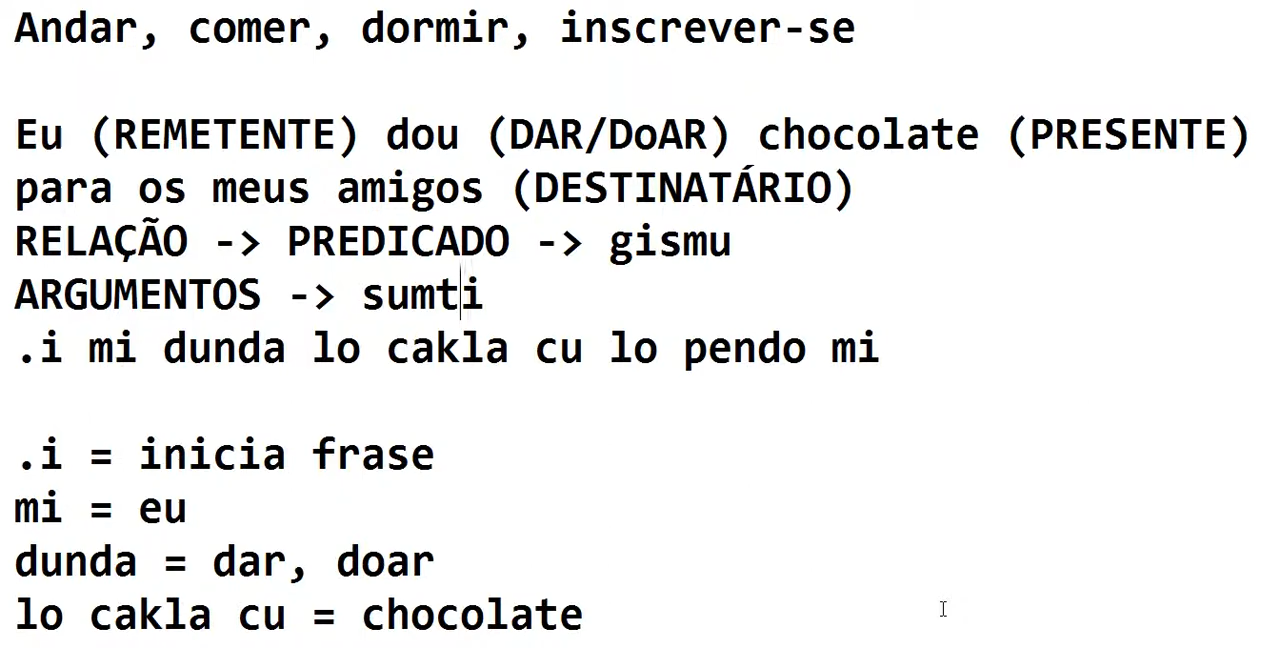 Andar, comer, dormir, inscrever-se
Eu (REMETENTE) dou (DAR/DoAR) chocolate (PRESENTE)
para os meus amigos (DESTINATÁRIO)
RELAÇÃO -> PREDICADO -> gismu
ARGUMENTOS -> sumti
.i mi dunda lo cakla cu lo pendo mi
.i = inicia frase
mi = eu
dunda = dar, doar
lo cakla cu = chocolate